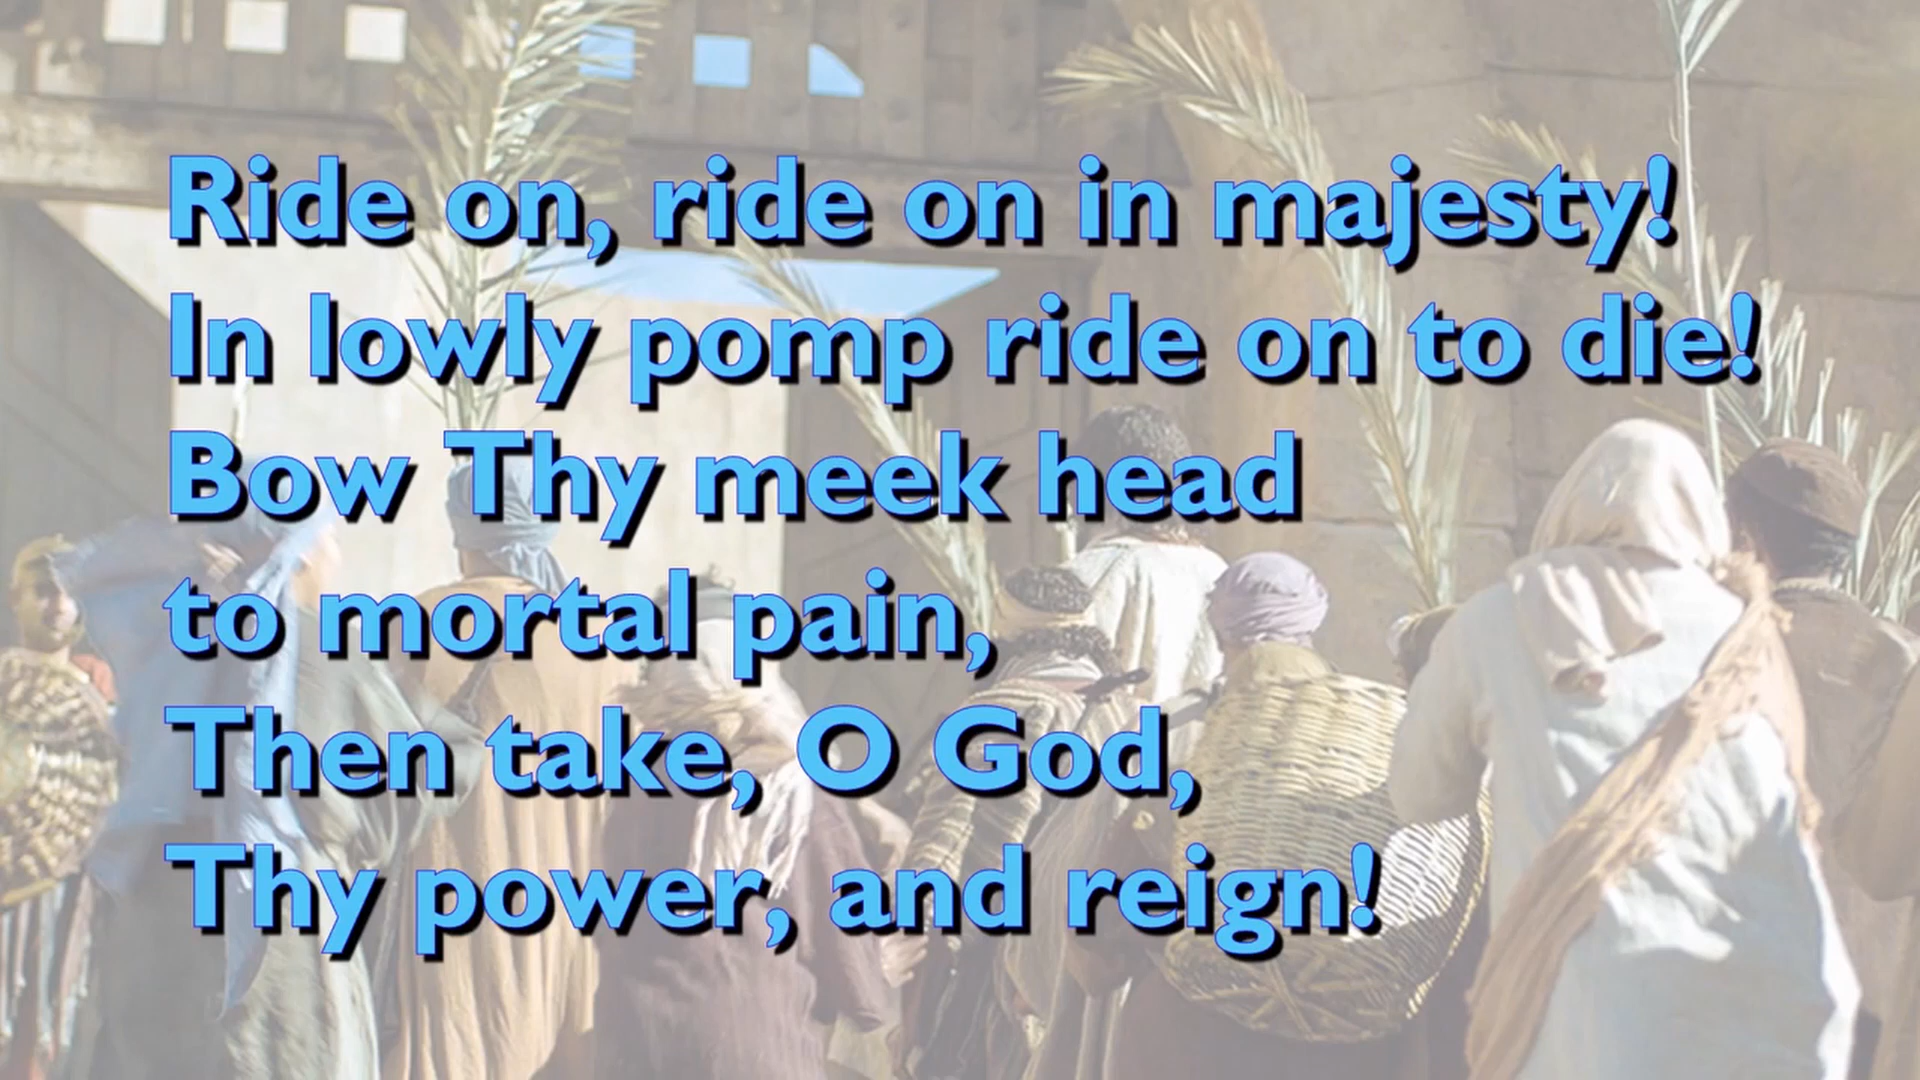 Ride on, ride on in majesty!
In lowly pomp ride on to die!
Bow Thy meek head
to mortal pain,
Then take, O God,
Thy power, and reign!